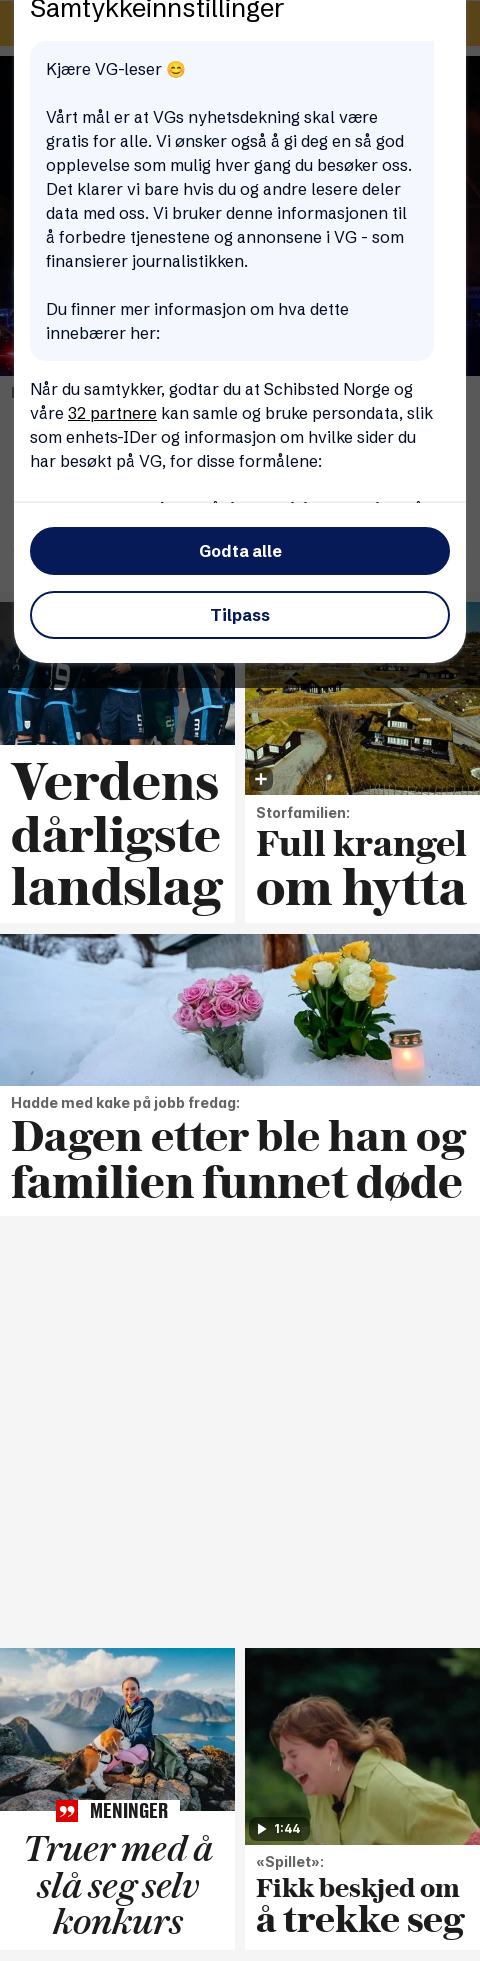 Samtykkeinnstillinger
Kjære VG-leser 😊
Vårt mål er at VGs nyhetsdekning skal være
gratis for alle. Vi ønsker også å gi deg en så god
opplevelse som mulig hver gang du besøker oss.
Det klarer vi bare hvis du og andre lesere deler
data med oss. Vi bruker denne informasjonen til
å forbedre tjenestene og annonsene i VG - som
finansierer journalistikken.
Du finner mer informasjon om hva dette
innebærer her:
Når du samtykker, godtar du at Schibsted Norge og
våre 32 partnere kan samle og bruke persondata, slik
som enhets-IDer og informasjon om hvilke sider du
har besøkt på VG, for disse formålene:
Godta alle
Tilpass
Verdens
dårligste
landslag
Storfamilien:
Full krangel
om hytta
Hadde med kake på jobb fredag:
Dagen etter ble han og
familien funnet døde
MENINGER
Truer med å
slå seg selv
konkurs
1:44
«Spillet»:
Fikk beskjed om
å trekke seg